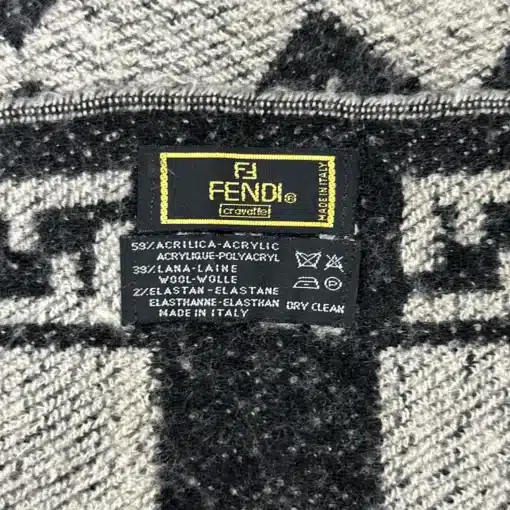 FENDI®
cravatte
MADE IN ITALY
59% ACRILICA-ACRYLIC
ACRYLIQUE-POLYACRYL
39% LANA-LAINE
WOOL-WOLLE
2% ELASTAN-ELASTANE
ELASTHANNE-ELASTHAN
DRY CLEAN
MADE IN ITALY